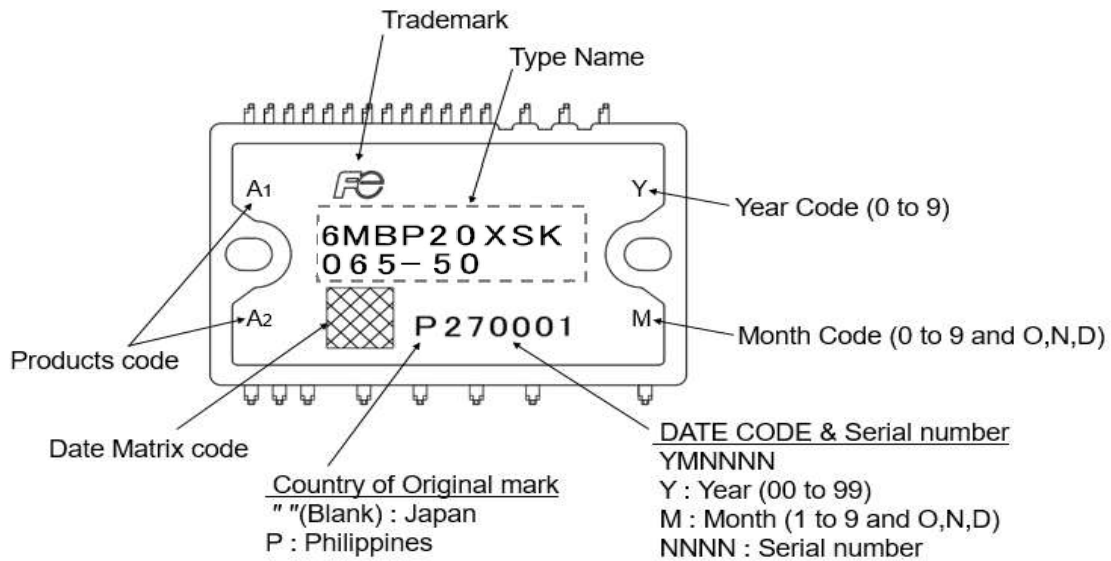 Trademark
Type Name
A1
Fe
Y
Year Code (0 to 9)
6MBP20XSK
065-50
A2
P270001
M
Month Code (0 to 9 and O,N,D)
Products code
Date Matrix code
DATE CODE & Serial number
YMNNNN
Y : Year (00 to 99)
M : Month (1 to 9 and O,N,D)
NNNN : Serial number
Country of Original mark
" "(Blank) : Japan
P : Philippines